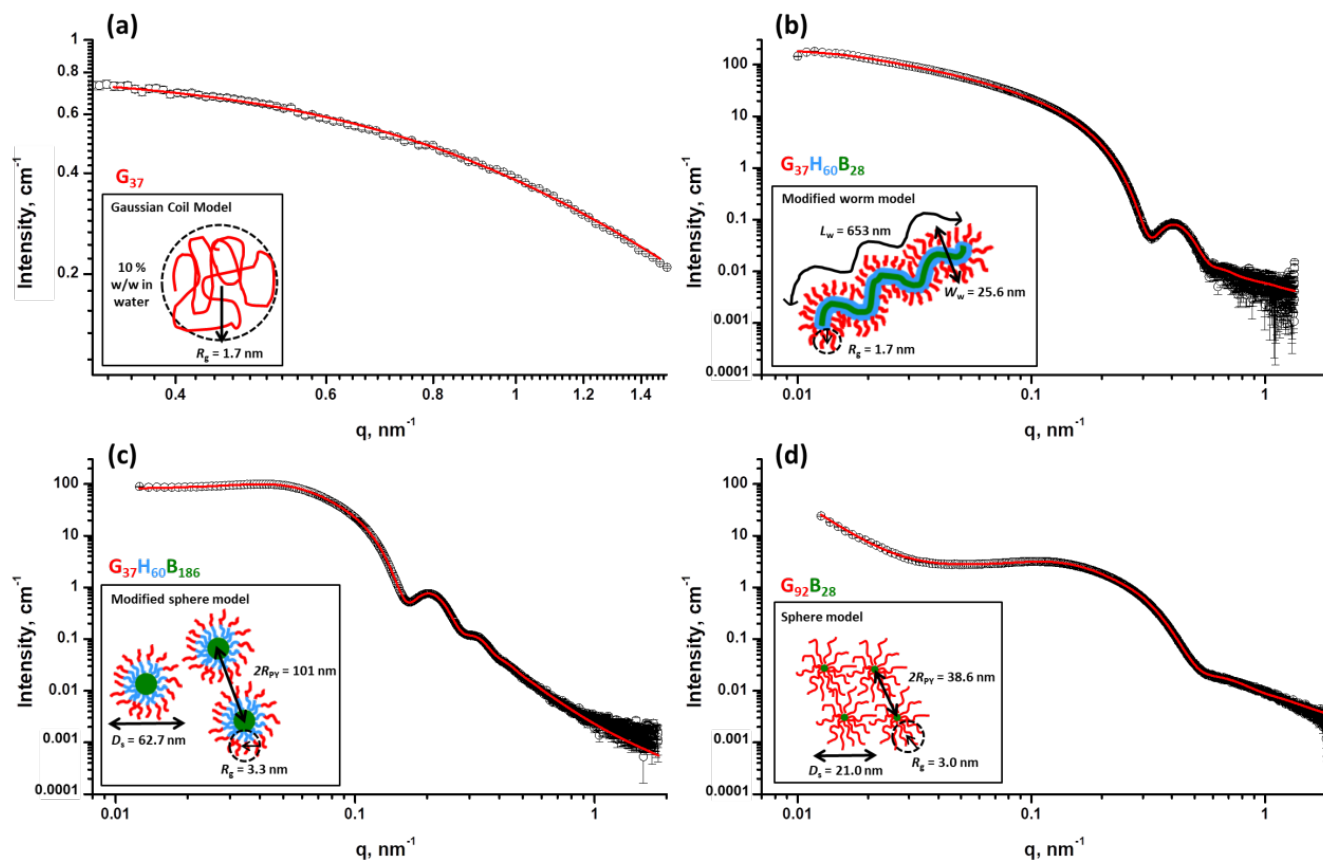 (a)
1
0.8
0.6
0.4
0.2
Intensity, cm-1
G37
Gaussian Coil Model
10 %
w/w in
water
Rg = 1.7 nm
0.4
0.6
0.8
1
1.2
1.4
q, nm-1
(b)
100
10
1
0.1
0.01
0.001
0.0001
Intensity, cm-1
G37H60B28
Modified worm model
Lw = 653 nm
Ww = 25.6 nm
Rg = 1.7 nm
0.01
0.1
1
q, nm-1
(c)
100
10
1
0.1
0.01
0.001
0.0001
Intensity, cm-1
G37H60B186
Modified sphere model
2RPY = 101 nm
Ds = 62.7 nm
Rg = 3.3 nm
0.01
0.1
1
q, nm-1
(d)
100
10
1
0.1
0.01
0.001
0.0001
Intensity, cm-1
G92B28
Sphere model
2RPY = 38.6 nm
Ds = 21.0 nm
Rg = 3.0 nm
0.01
0.1
1
q, nm-1